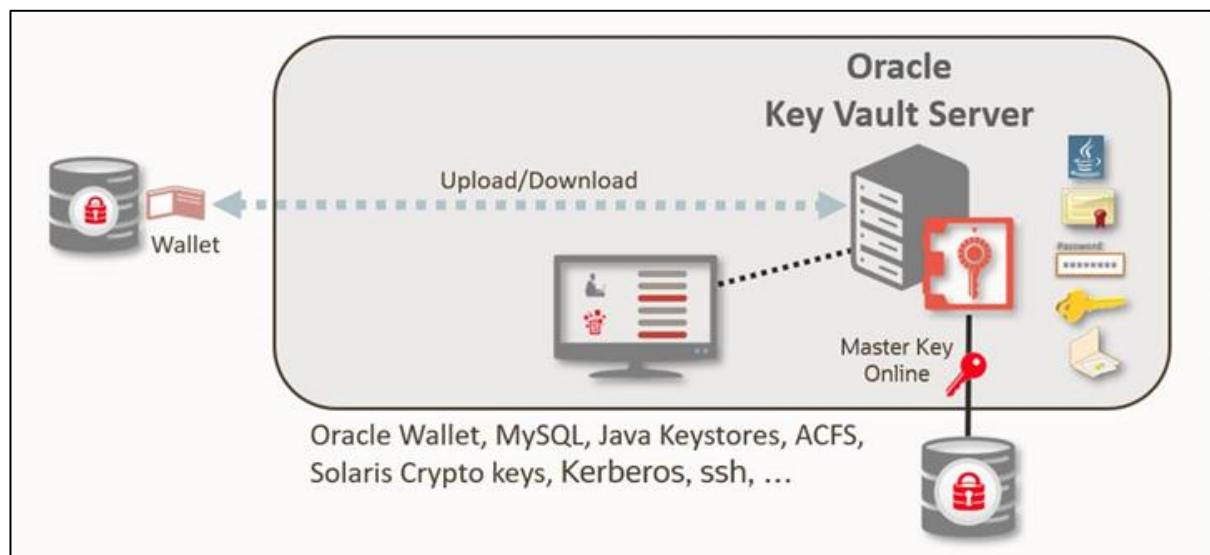 Oracle
Key Vault Server
Upload/Download
Wallet
Password:
********
Master Key
Online
Oracle Wallet, MySQL, Java Keystores, ACFS,
Solaris Crypto keys, Kerberos, ssh, ...